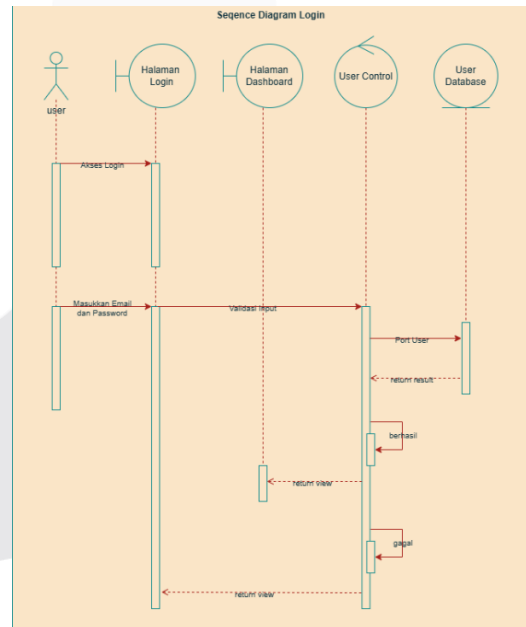 Seqence Diagram Login
user
Halaman
Login
Halaman
Dashboard
User Control
User
Database
Akses Login
Masukkan Email
dan Password
Validasi Input
Port User
return result
berhasil
return view
gagal
return view